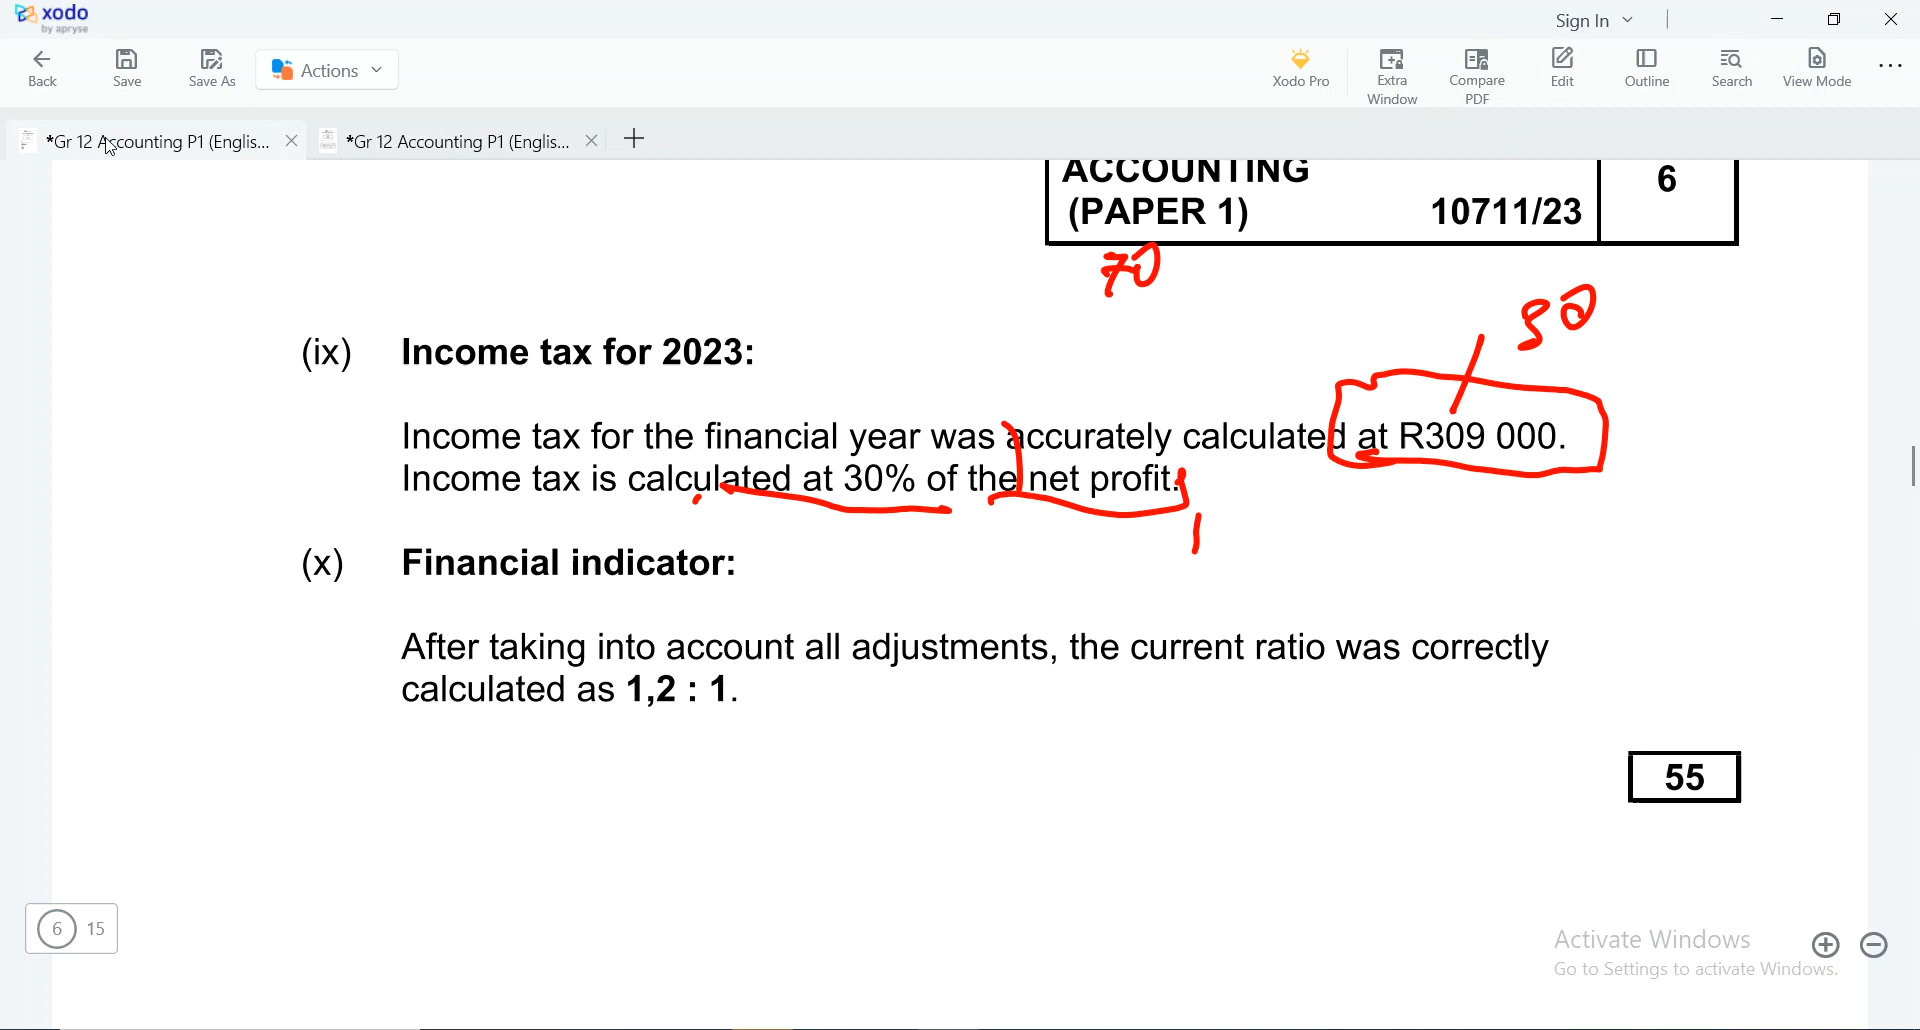 xodo
by apryse
Sign In
Back
Save
Save As
Actions
Xodo Pro
Extra Window
Compare PDF
Edit
Outline
Search
View Mode
*Gr 12 Accounting P1 (Englis...
*Gr 12 Accounting P1 (Englis...
ACCOUNTING
(PAPER 1) 10711/23
6
70
(ix) Income tax for 2023:
Income tax for the financial year was accurately calculated at R309 000.
Income tax is calculated at 30% of the net profit.
(x) Financial indicator:
After taking into account all adjustments, the current ratio was correctly
calculated as 1,2 : 1.
55
6 15
Activate Windows
Go to Settings to activate Windows.